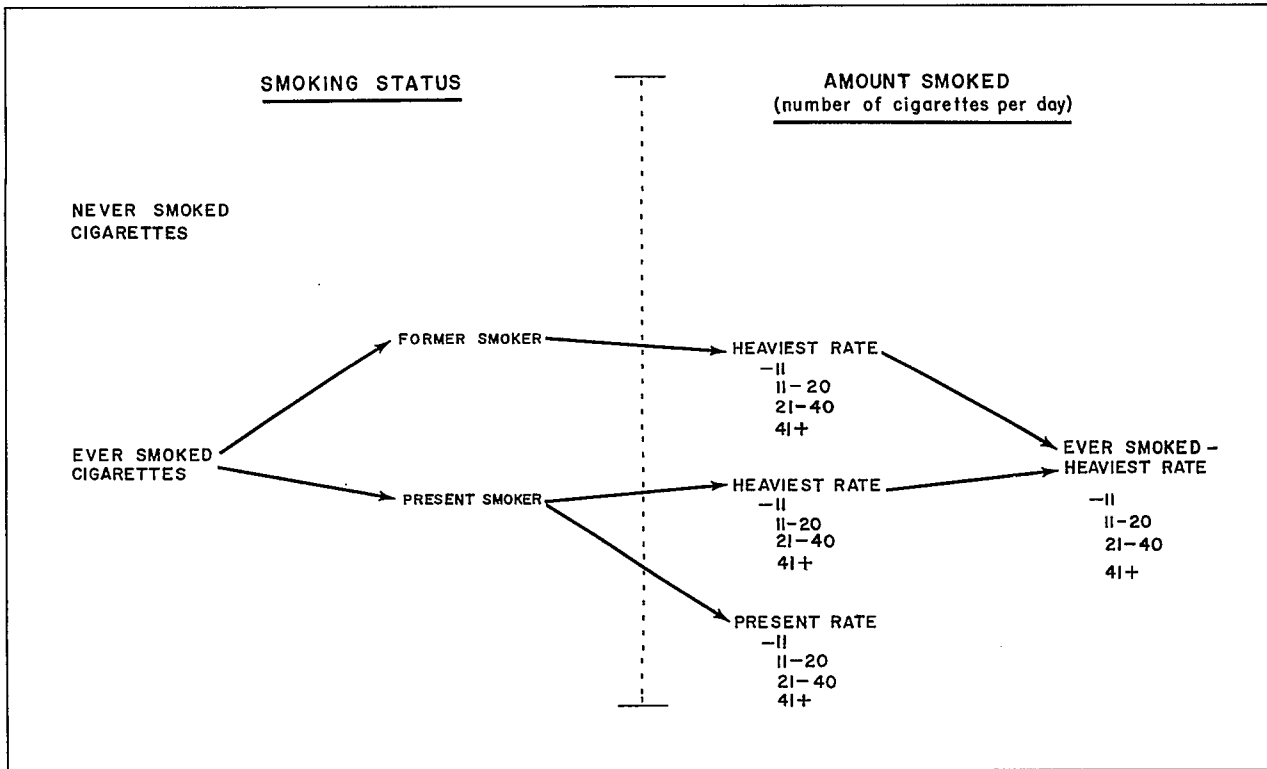 SMOKING STATUS
AMOUNT SMOKED
(number of cigarettes per day)
NEVER SMOKED
CIGARETTES
EVER SMOKED
CIGARETTES
FORMER SMOKER
PRESENT SMOKER
HEAVIEST RATE
-11
11-20
21-40
41+
HEAVIEST RATE
-11
11-20
21-40
41+
PRESENT RATE
-11
11-20
21-40
41+
EVER SMOKED -
HEAVIEST RATE
-11
11-20
21-40
41+